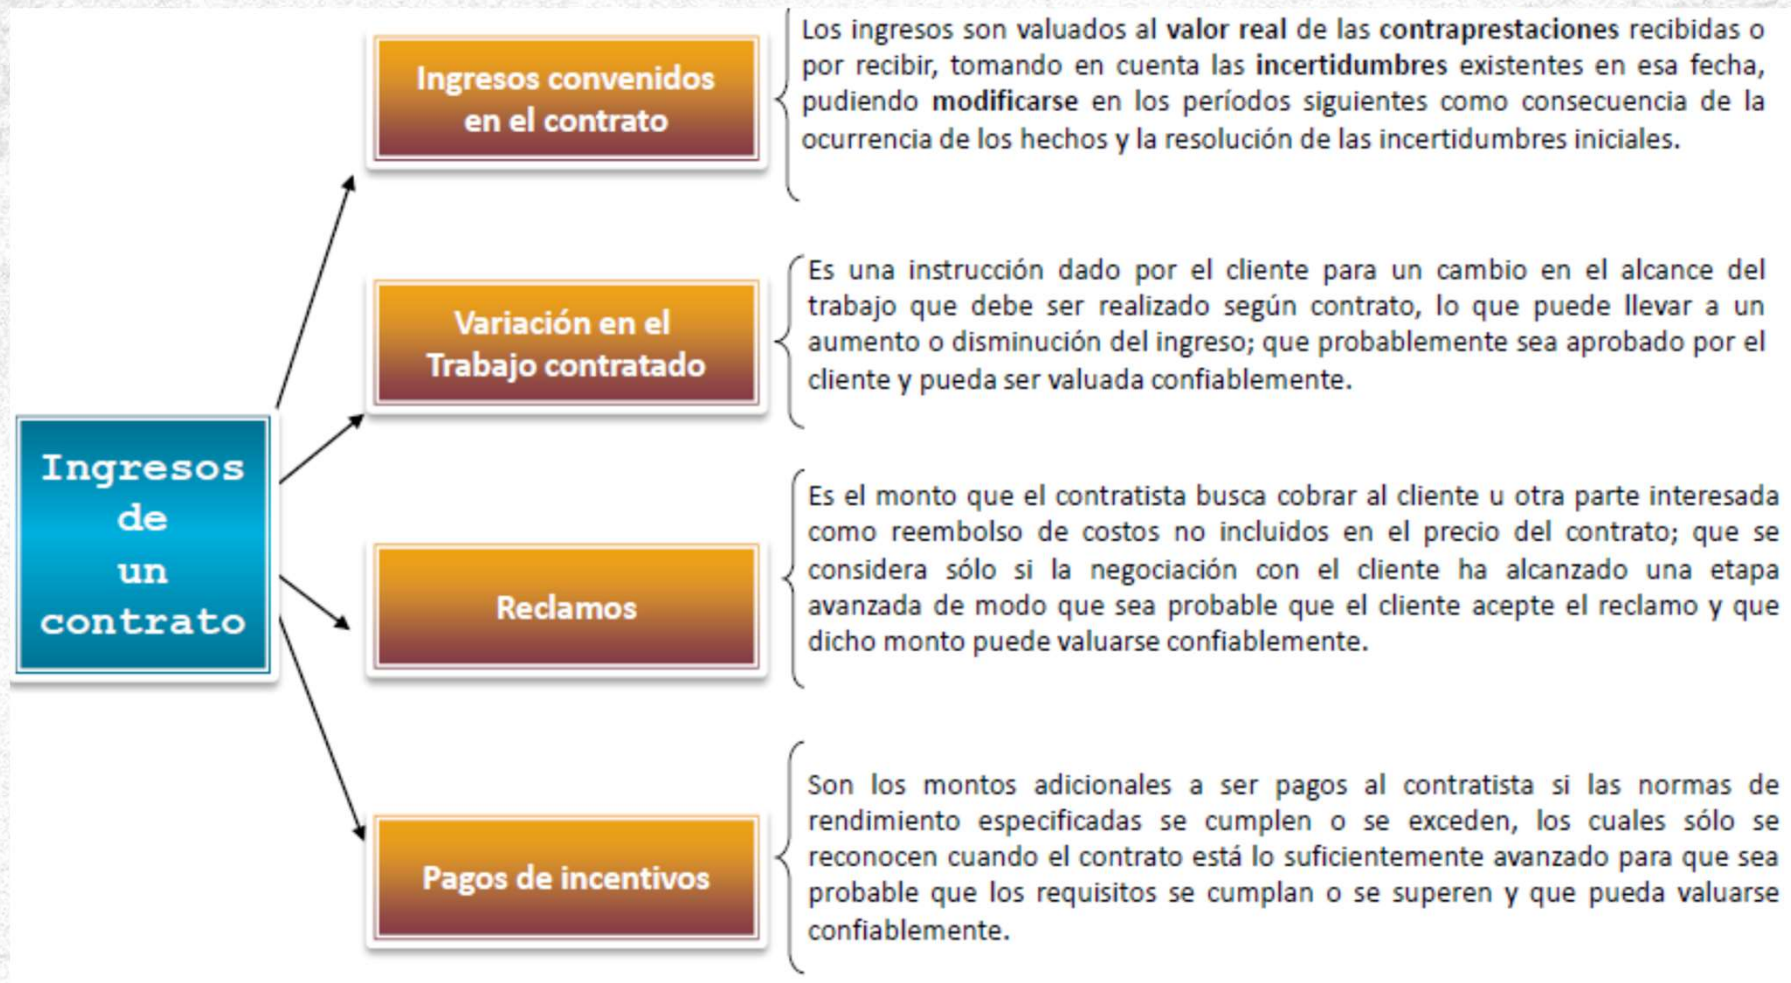 Ingresos
de
un
contrato
Ingresos convenidos
en el contrato
Los ingresos son valuados al valor real de las contraprestaciones recibidas o
por recibir, tomando en cuenta las incertidumbres existentes en esa fecha,
pudiendo modificarse en los períodos siguientes como consecuencia de la
ocurrencia de los hechos y la resolución de las incertidumbres iniciales.
Variación en el
Trabajo contratado
Es una instrucción dado por el cliente para un cambio en el alcance del
trabajo que debe ser realizado según contrato, lo que puede llevar a un
aumento o disminución del ingreso; que probablemente sea aprobado por el
cliente y pueda ser valuada confiablemente.
Reclamos
Es el monto que el contratista busca cobrar al cliente u otra parte interesada
como reembolso de costos no incluidos en el precio del contrato; que se
considera sólo si la negociación con el cliente ha alcanzado una etapa
avanzada de modo que sea probable que el cliente acepte el reclamo y que
dicho monto puede valuarse confiablemente.
Pagos de incentivos
Son los montos adicionales a ser pagos al contratista si las normas de
rendimiento especificadas se cumplen o se exceden, los cuales sólo se
reconocen cuando el contrato está lo suficientemente avanzado para que sea
probable que los requisitos se cumplan o se superen y que pueda valuarse
confiablemente.